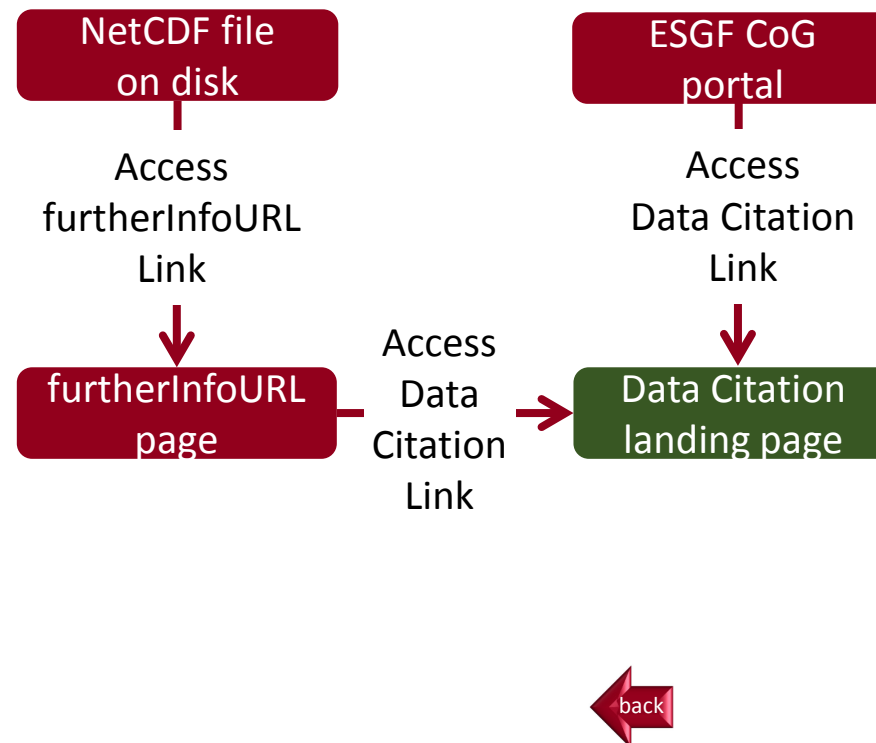 NetCDF file
on disk
ESGF CoG
portal
Access
furtherInfoURL
Link
Access
Data Citation
Link
furtherInfoURL
page
Access
Data
Citation
Link
Data Citation
landing page
back